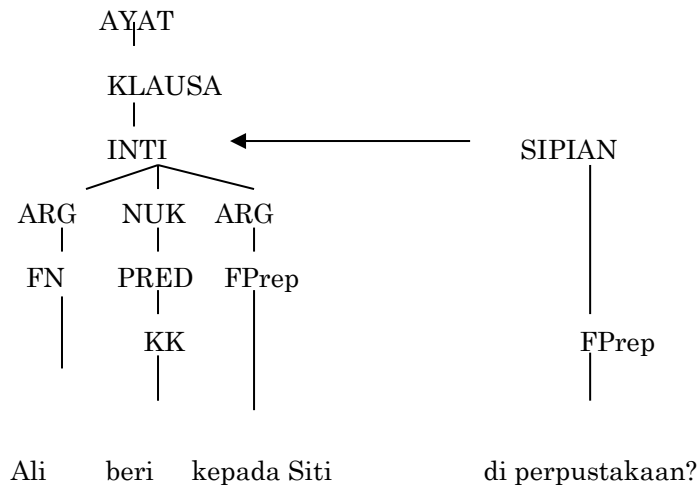 AYAT
KLAUSA
INTI SIPIAN
ARG NUK ARG
FN PRED FPrep
KK FPrep
Ali beri kepada Siti di perpustakaan?